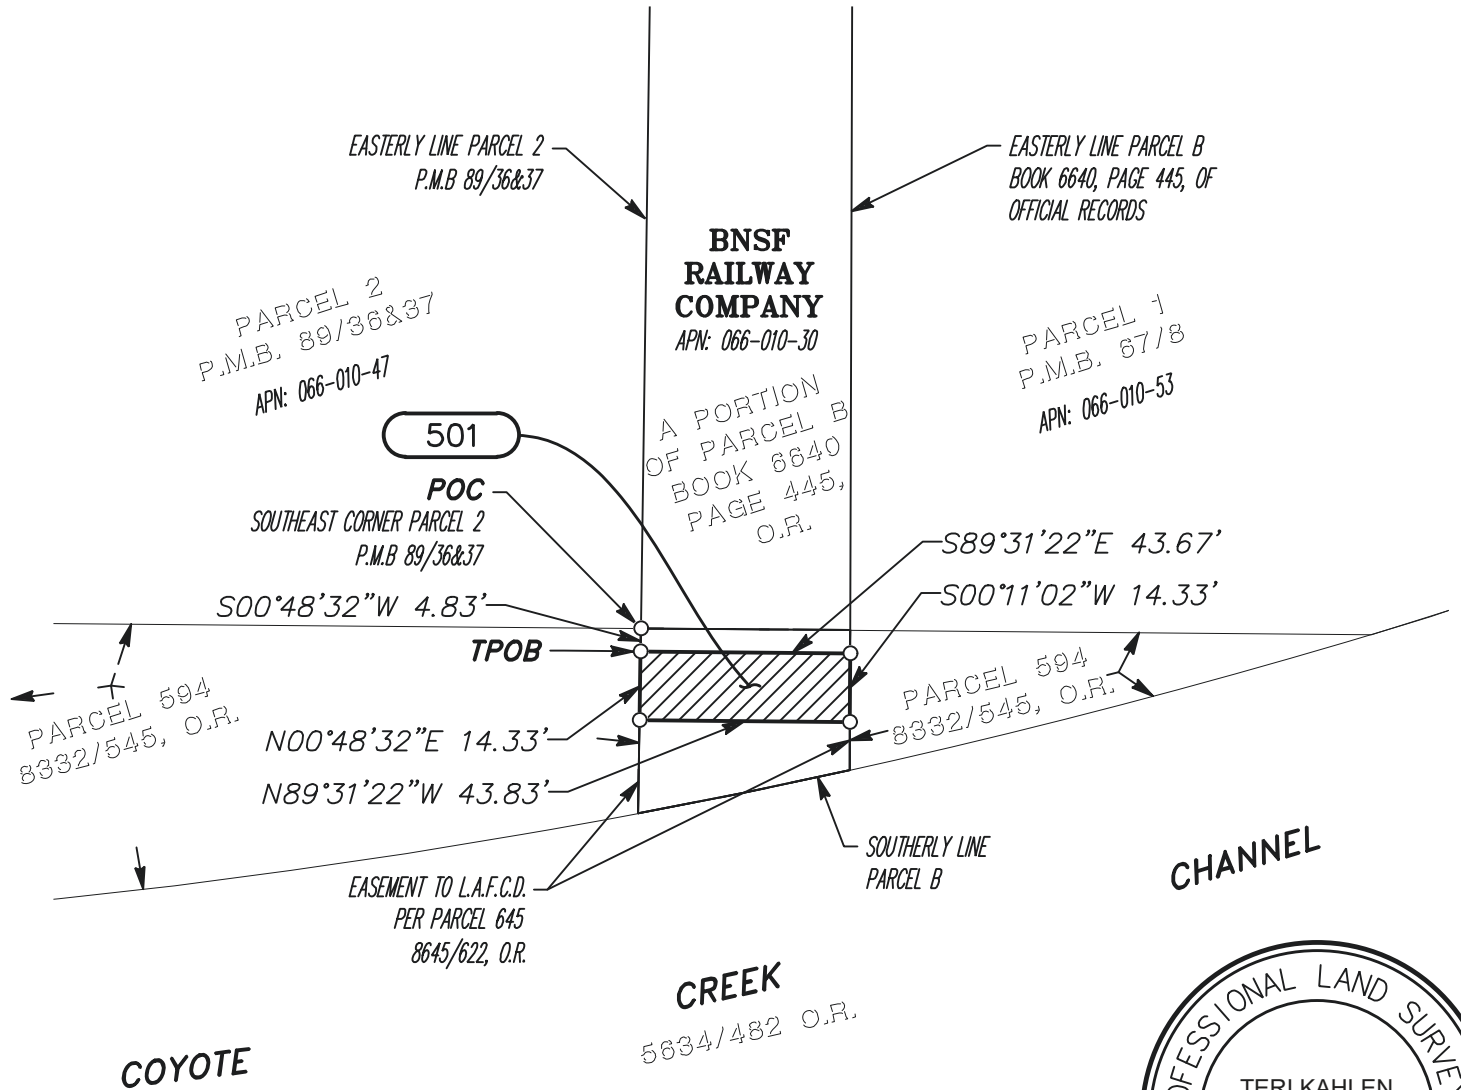 EASTERLY LINE PARCEL 2
P.M.B 89/36&37
EASTERLY LINE PARCEL B
BOOK 6640, PAGE 445, OF
OFFICIAL RECORDS
BNSF
RAILWAY
COMPANY
APN: 066-010-30
PARCEL 2
P.M.B. 89/36&37
APN: 066-010-47
PARCEL 1
P.M.B. 67/8
APN: 066-010-53
A PORTION
OF PARCEL B
BOOK 6640
PAGE 445,
O.R.
501
POC
SOUTHEAST CORNER PARCEL 2
P.M.B 89/36&37
S89°31'22"E 43.67'
S00°48'32"W 4.83'
S00°11'02"W 14.33'
TPOB
PARCEL 594
8332/545, O.R.
PARCEL 594
8332/545, O.R.
N00°48'32"E 14.33'
N89°31'22"W 43.83'
SOUTHERLY LINE
PARCEL B
EASEMENT TO L.A.F.C.D.
PER PARCEL 645
8645/622, O.R.
CHANNEL
CREEK
5634/482 O.R.
COYOTE
OFESSIONAL LAND SURVE
TERI KAHLEN